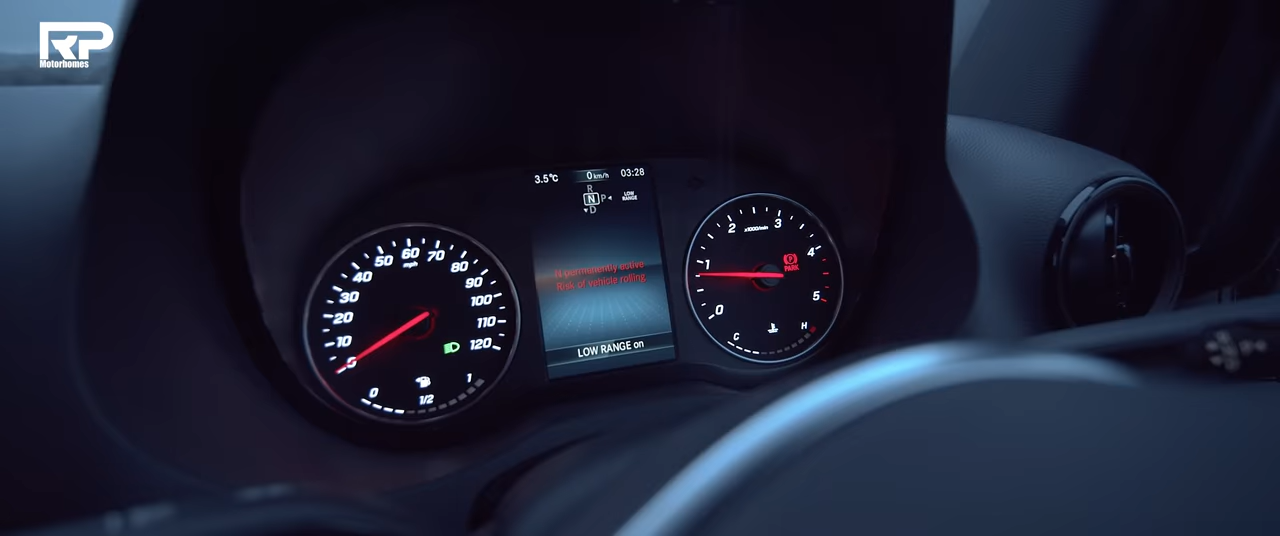 RP
Motorhomes
3.5°C 0 km/h 03:28
R
N P LOW RANGE
D
N permanently active
Risk of vehicle rolling
LOW RANGE on
0
10
20
30
40
50
60
70
80
90
100
110
120
mph
0 1/2 1
0
1
2
3
4
5
x1000/min
PARK
C H